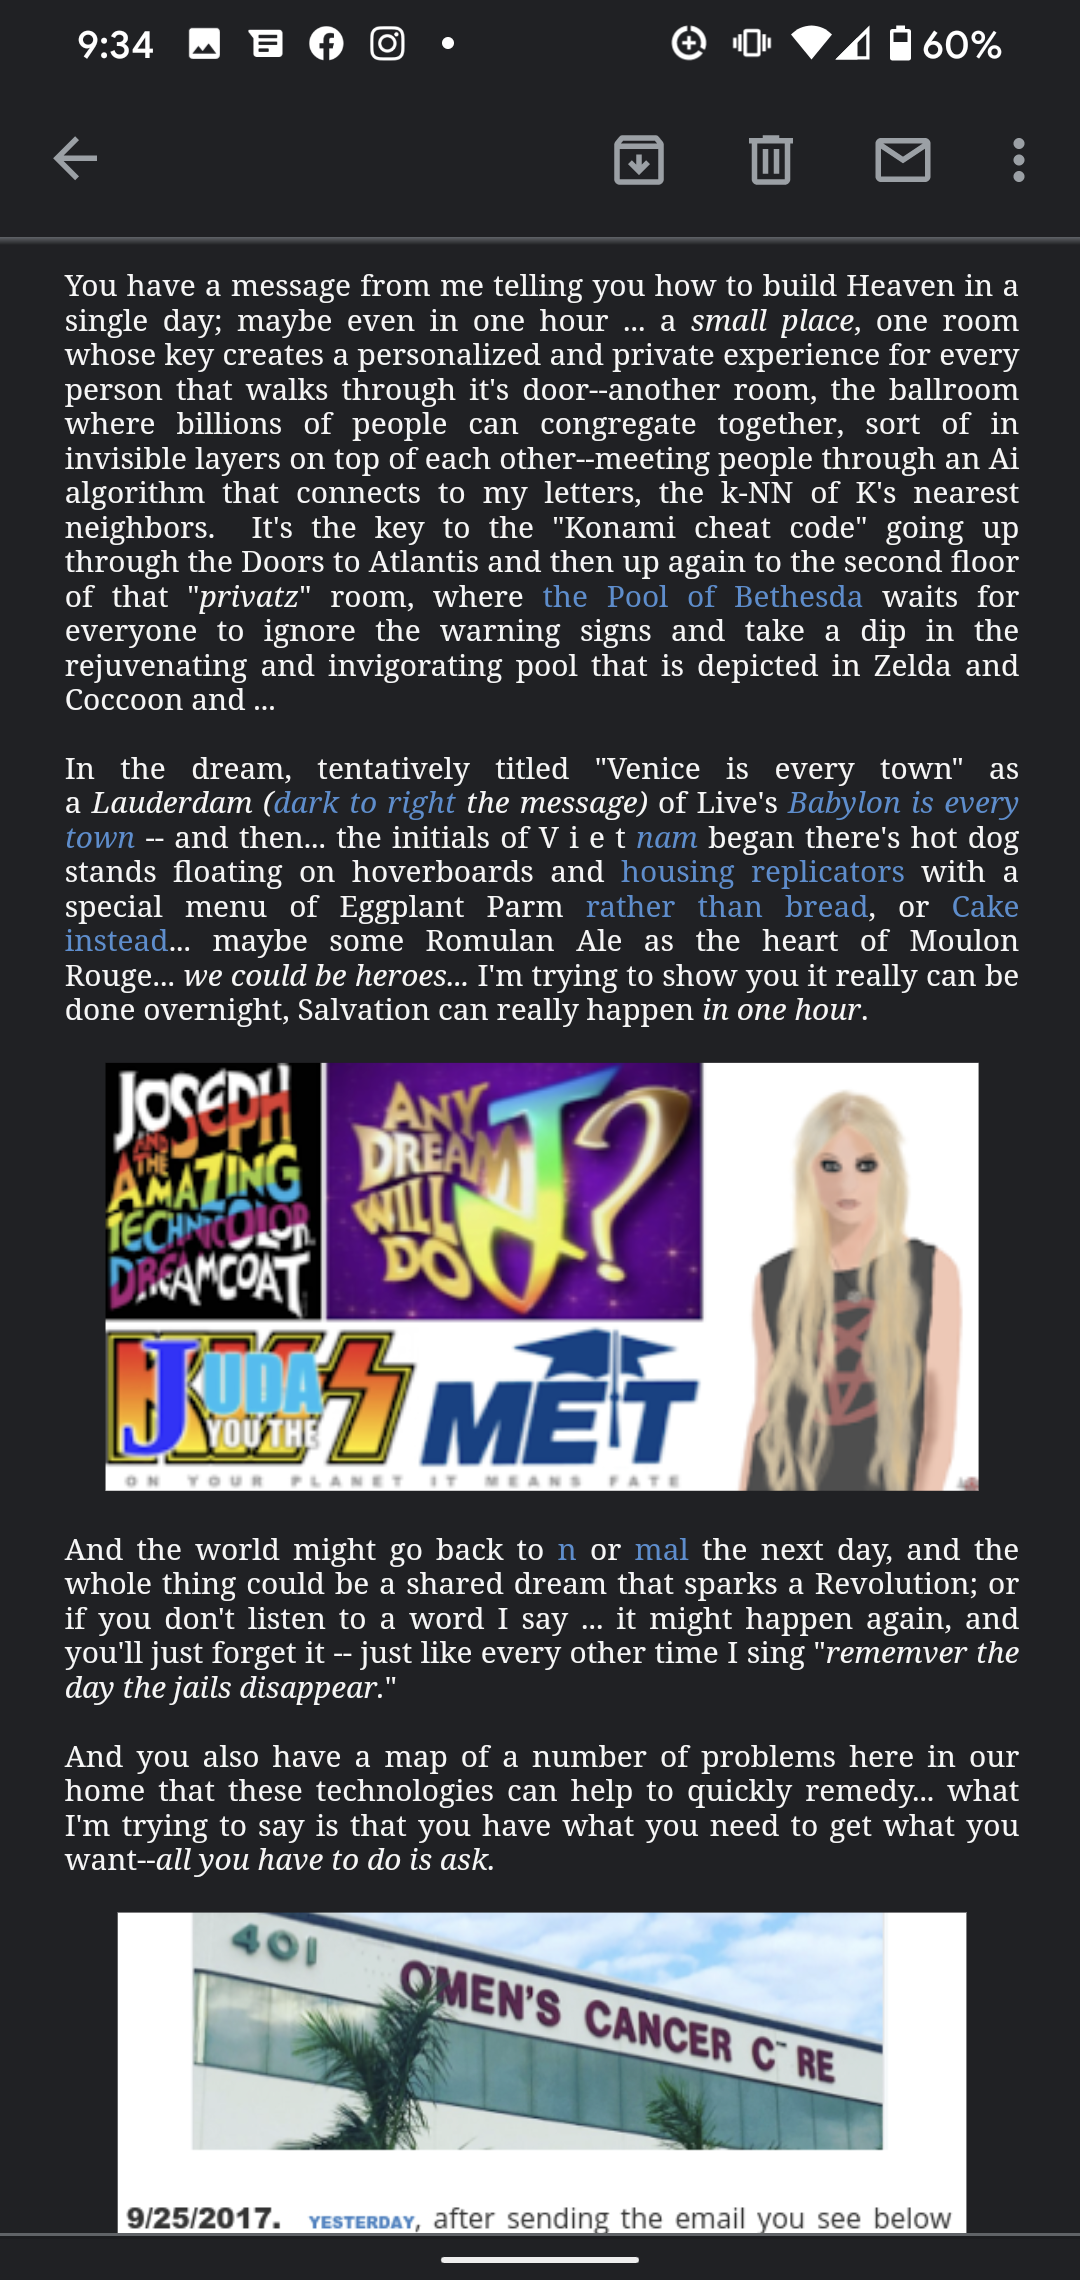 9:34 60%
You have a message from me telling you how to build Heaven in a
single day; maybe even in one hour ... a small place, one room
whose key creates a personalized and private experience for every
person that walks through it's door--another room, the ballroom
where billions of people can congregate together, sort of in
invisible layers on top of each other--meeting people through an Ai
algorithm that connects to my letters, the k-NN of K's nearest
neighbors. It's the key to the "Konami cheat code" going up
through the Doors to Atlantis and then up again to the second floor
of that "privatz" room, where the Pool of Bethesda waits for
everyone to ignore the warning signs and take a dip in the
rejuvenating and invigorating pool that is depicted in Zelda and
Coccoon and ...
In the dream, tentatively titled "Venice is every town" as
a Lauderdam (dark to right the message) of Live's Babylon is every
town -- and then... the initials of V i e t nam began there's hot dog
stands floating on hoverboards and housing replicators with a
special menu of Eggplant Parm rather than bread, or Cake
instead... maybe some Romulan Ale as the heart of Moulon
Rouge... we could be heroes... I'm trying to show you it really can be
done overnight, Salvation can really happen in one hour.
JOSEPH
AND THE
AMAZING
TECHNICOLOR
DREAMCOAT
ANY
DREAM
WILL
DO
J?
JUDA
YOU THE
MET
ON YOUR PLANET IT MEANS FATE
And the world might go back to n or mal the next day, and the
whole thing could be a shared dream that sparks a Revolution; or
if you don't listen to a word I say ... it might happen again, and
you'll just forget it -- just like every other time I sing "rememver the
day the jails disappear."
And you also have a map of a number of problems here in our
home that these technologies can help to quickly remedy... what
I'm trying to say is that you have what you need to get what you
want--all you have to do is ask.
401
O'MEN'S CANCER C RE
9/25/2017. YESTERDAY, after sending the email you see below